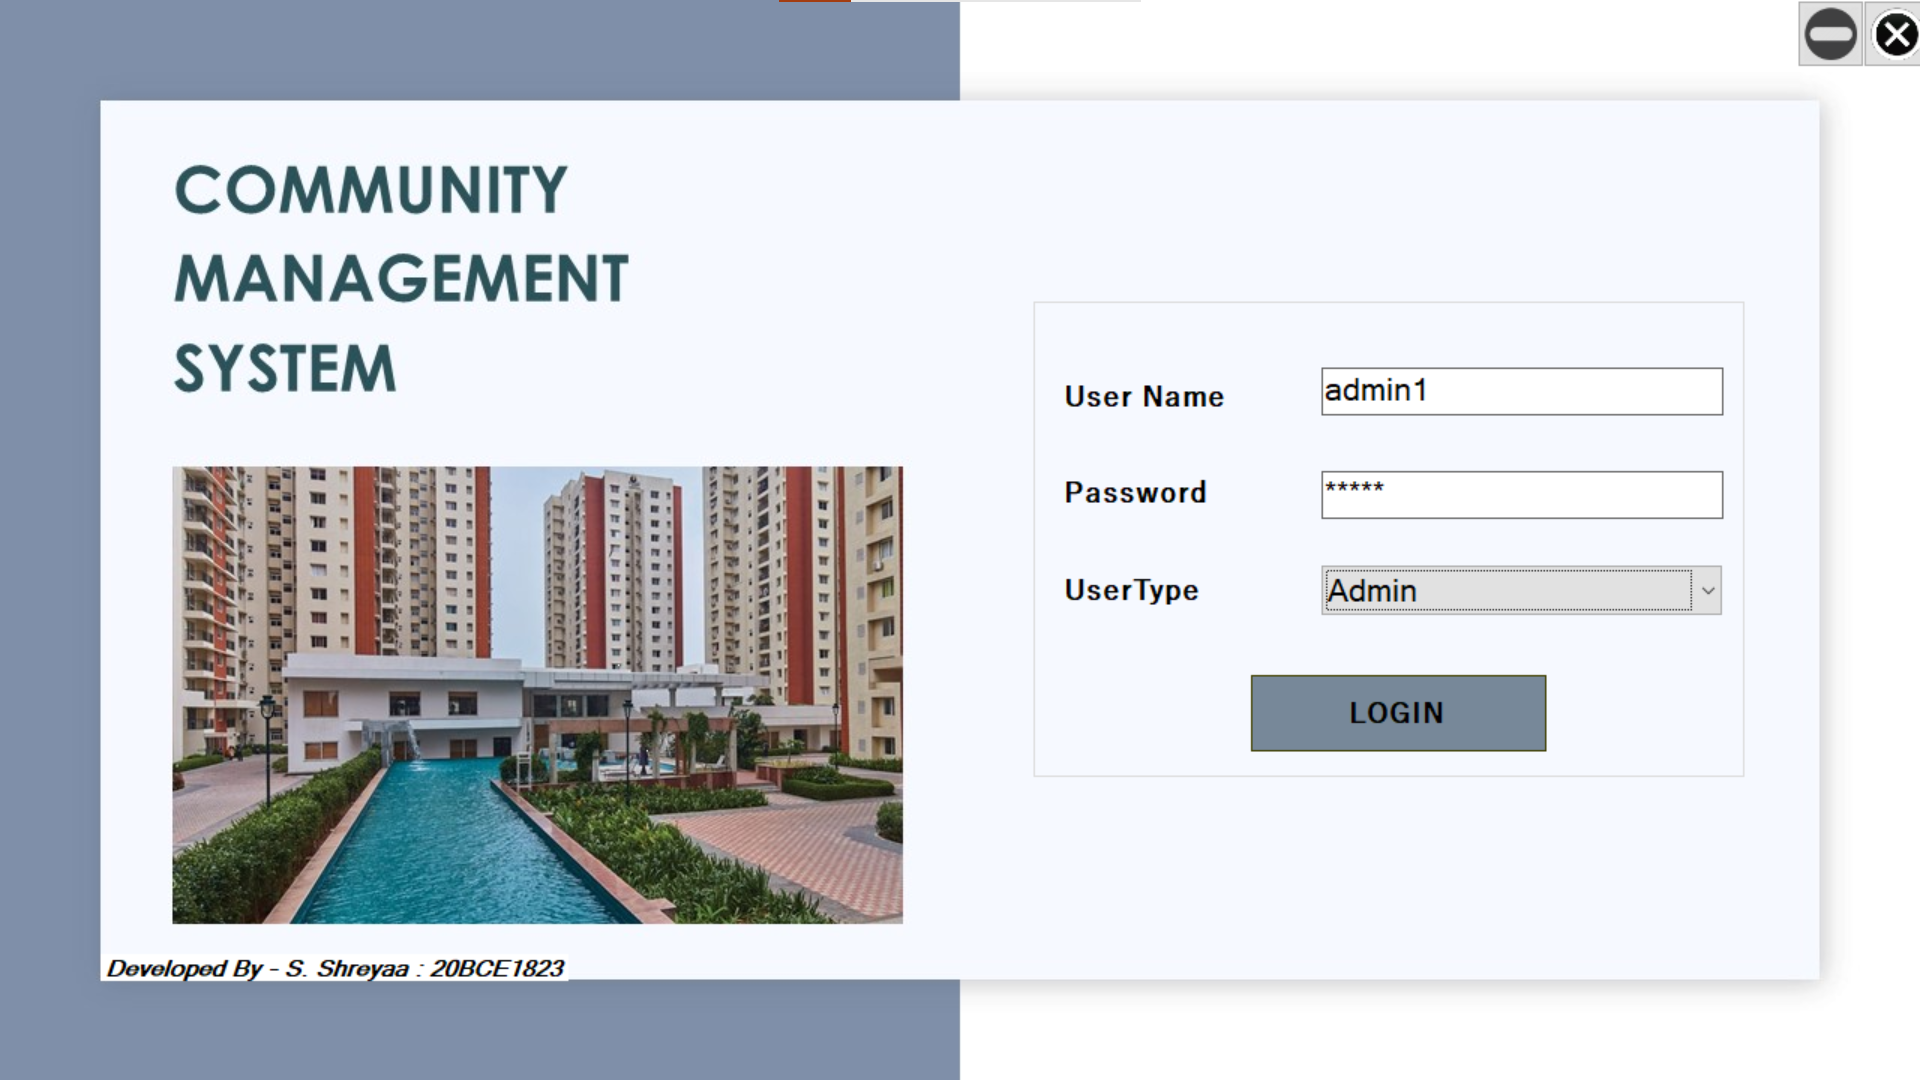 COMMUNITY
MANAGEMENT
SYSTEM
User Name
admin1
Password
*****
UserType
Admin
LOGIN
Developed By - S. Shreyaa : 20BCE1823